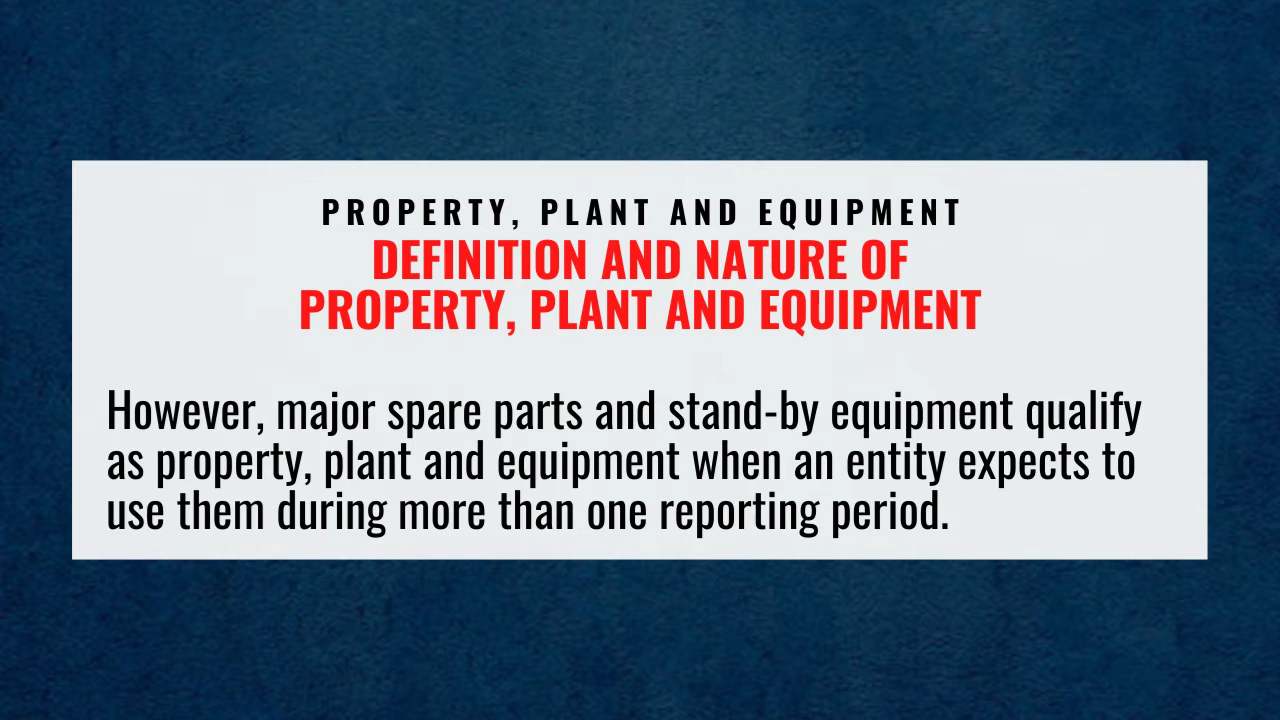 PROPERTY, PLANT AND EQUIPMENT
DEFINITION AND NATURE OF
PROPERTY, PLANT AND EQUIPMENT
However, major spare parts and stand-by equipment qualify
as property, plant and equipment when an entity expects to
use them during more than one reporting period.